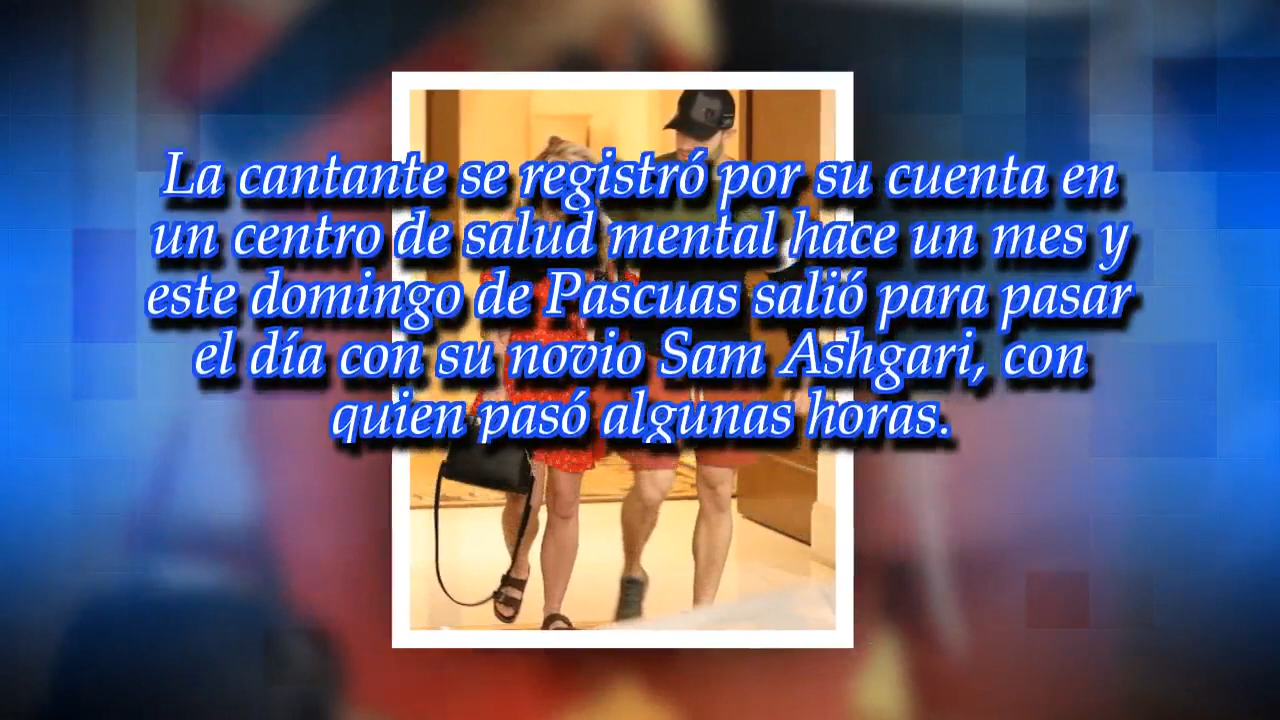 La cantante se registró por su cuenta en
un centro de salud mental hace un mes y
este domingo de Pascuas salió para pasar
el día con su novio Sam Ashgari, con
quien pasó algunas horas.